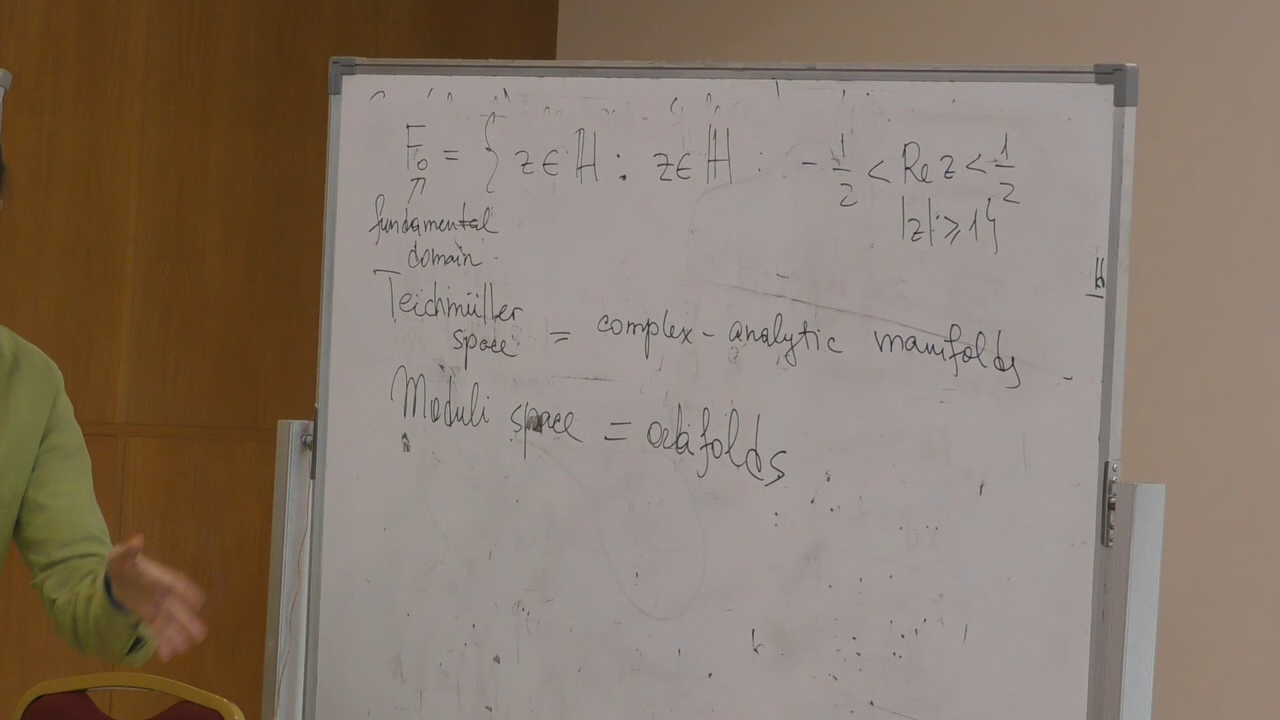 F₀ = { z ∈ ℍ : z ∈ ℍ : - 1/2 < Re z < 1/2
|z| ≥ 1}
fundamental
domain.
Teichmüller
space = complex-analytic manifolds
Moduli space = orbifolds